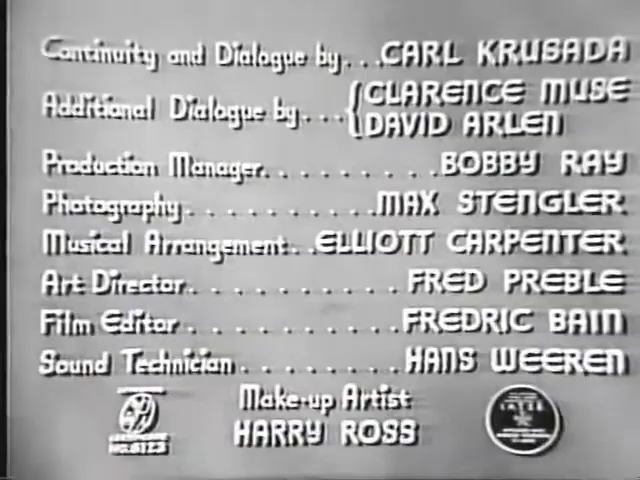 Continuity and Dialogue by...CARL KRUSADA
Additional Dialogue by...{CLARENCE MUSE
DAVID ARLEN
Production Manager.........BOBBY RAY
Photography..........MAX STENGLER
Musical Arrangement..ELLIOTT CARPENTER
Art Director..........FRED PREBLE
Film Editor..........FREDRIC BAIN
Sound Technician........HANS WEEREN
Make-up Artist
HARRY ROSS
NO. 6123